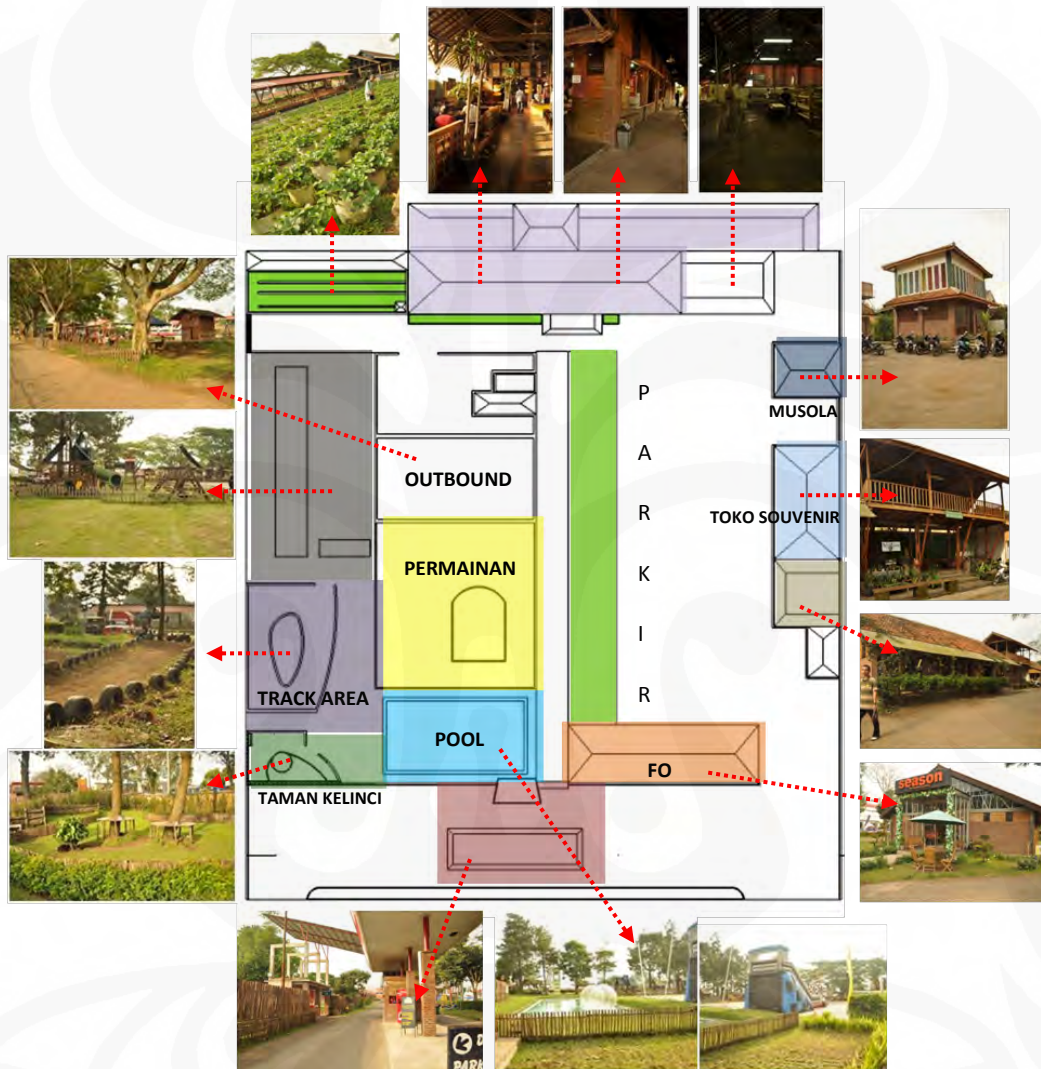 P
A
R
K
I
R
MUSOLA
OUTBOUND
TOKO SOUVENIR
PERMAINAN
TRACK AREA
POOL
FO
TAMAN KELINCI
season